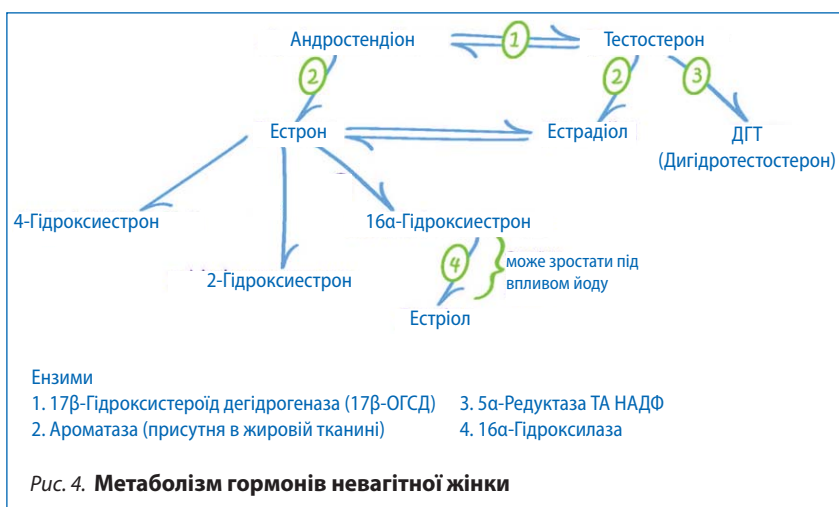 Андростендіон 1 Тестостерон
2 2 3
Естрон Естрадіол ДГТ
(Дигідротестостерон)
4-Гідроксиестрон 16α-Гідроксиестрон
4 може зростати під
впливом йоду
2-Гідроксиестрон
Естріол
Ензими
1. 17β-Гідроксистероїд дегідрогеназа (17β-ОГСД) 3. 5α-Редуктаза ТА НАДФ
2. Ароматаза (присутня в жировій тканині) 4. 16α-Гідроксилаза
Рис. 4. Метаболізм гормонів невагітної жінки